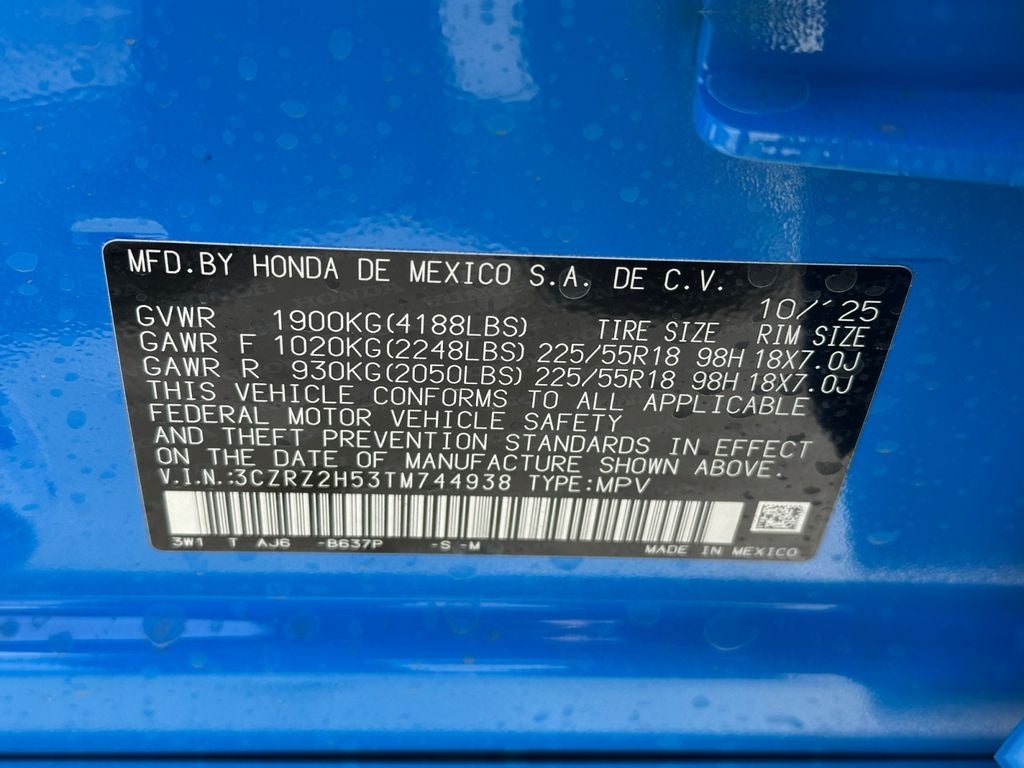 MFD.BY HONDA DE MEXICO S.A. DE C.V.
10/'25
GVWR 1900KG(4188LBS) TIRE SIZE RIM SIZE
GAWR F 1020KG(2248LBS) 225/55R18 98H 18X7.0J
GAWR R 930KG(2050LBS) 225/55R18 98H 18X7.0J
THIS VEHICLE CONFORMS TO ALL APPLICABLE
FEDERAL MOTOR VEHICLE SAFETY
AND THEFT PREVENTION STANDARDS IN EFFECT
ON THE DATE OF MANUFACTURE SHOWN ABOVE.
V.I.N.:3CZRZ2H53TM744938 TYPE:MPV
3W1 T AJ6 -B637P -S -M MADE IN MEXICO